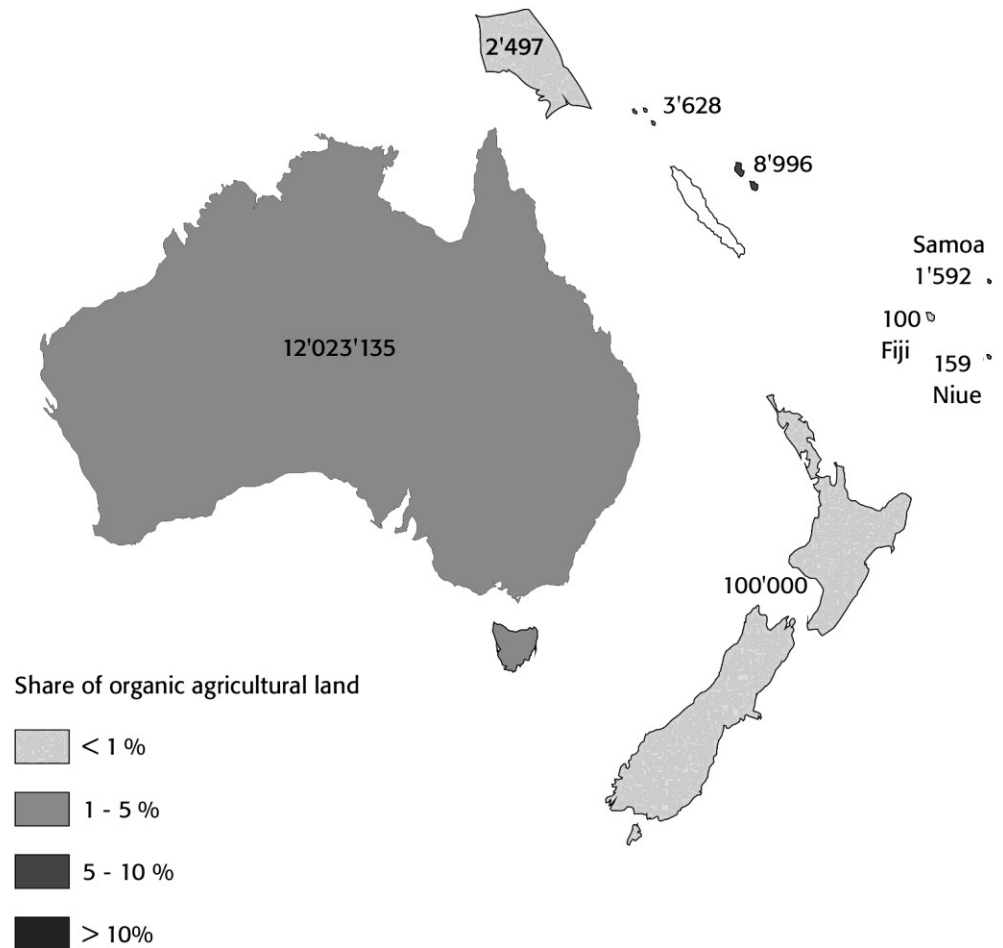 2'497
3'628
8'996
Samoa
1'592
100
Fiji
159
Niue
12'023'135
100'000
Share of organic agricultural land
< 1 %
1 - 5 %
5 - 10 %
> 10%